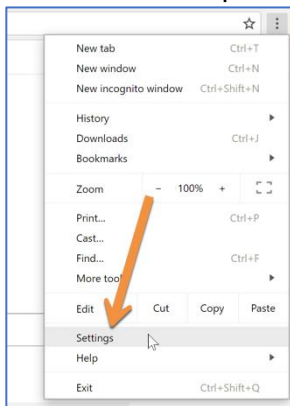 New tab Ctrl+T
New window Ctrl+N
New incognito window Ctrl+Shift+N
History
Downloads Ctrl+J
Bookmarks
Zoom - 100% +
Print... Ctrl+P
Cast...
Find... Ctrl+F
More tool
Edit Cut Copy Paste
Settings
Help
Exit Ctrl+Shift+Q